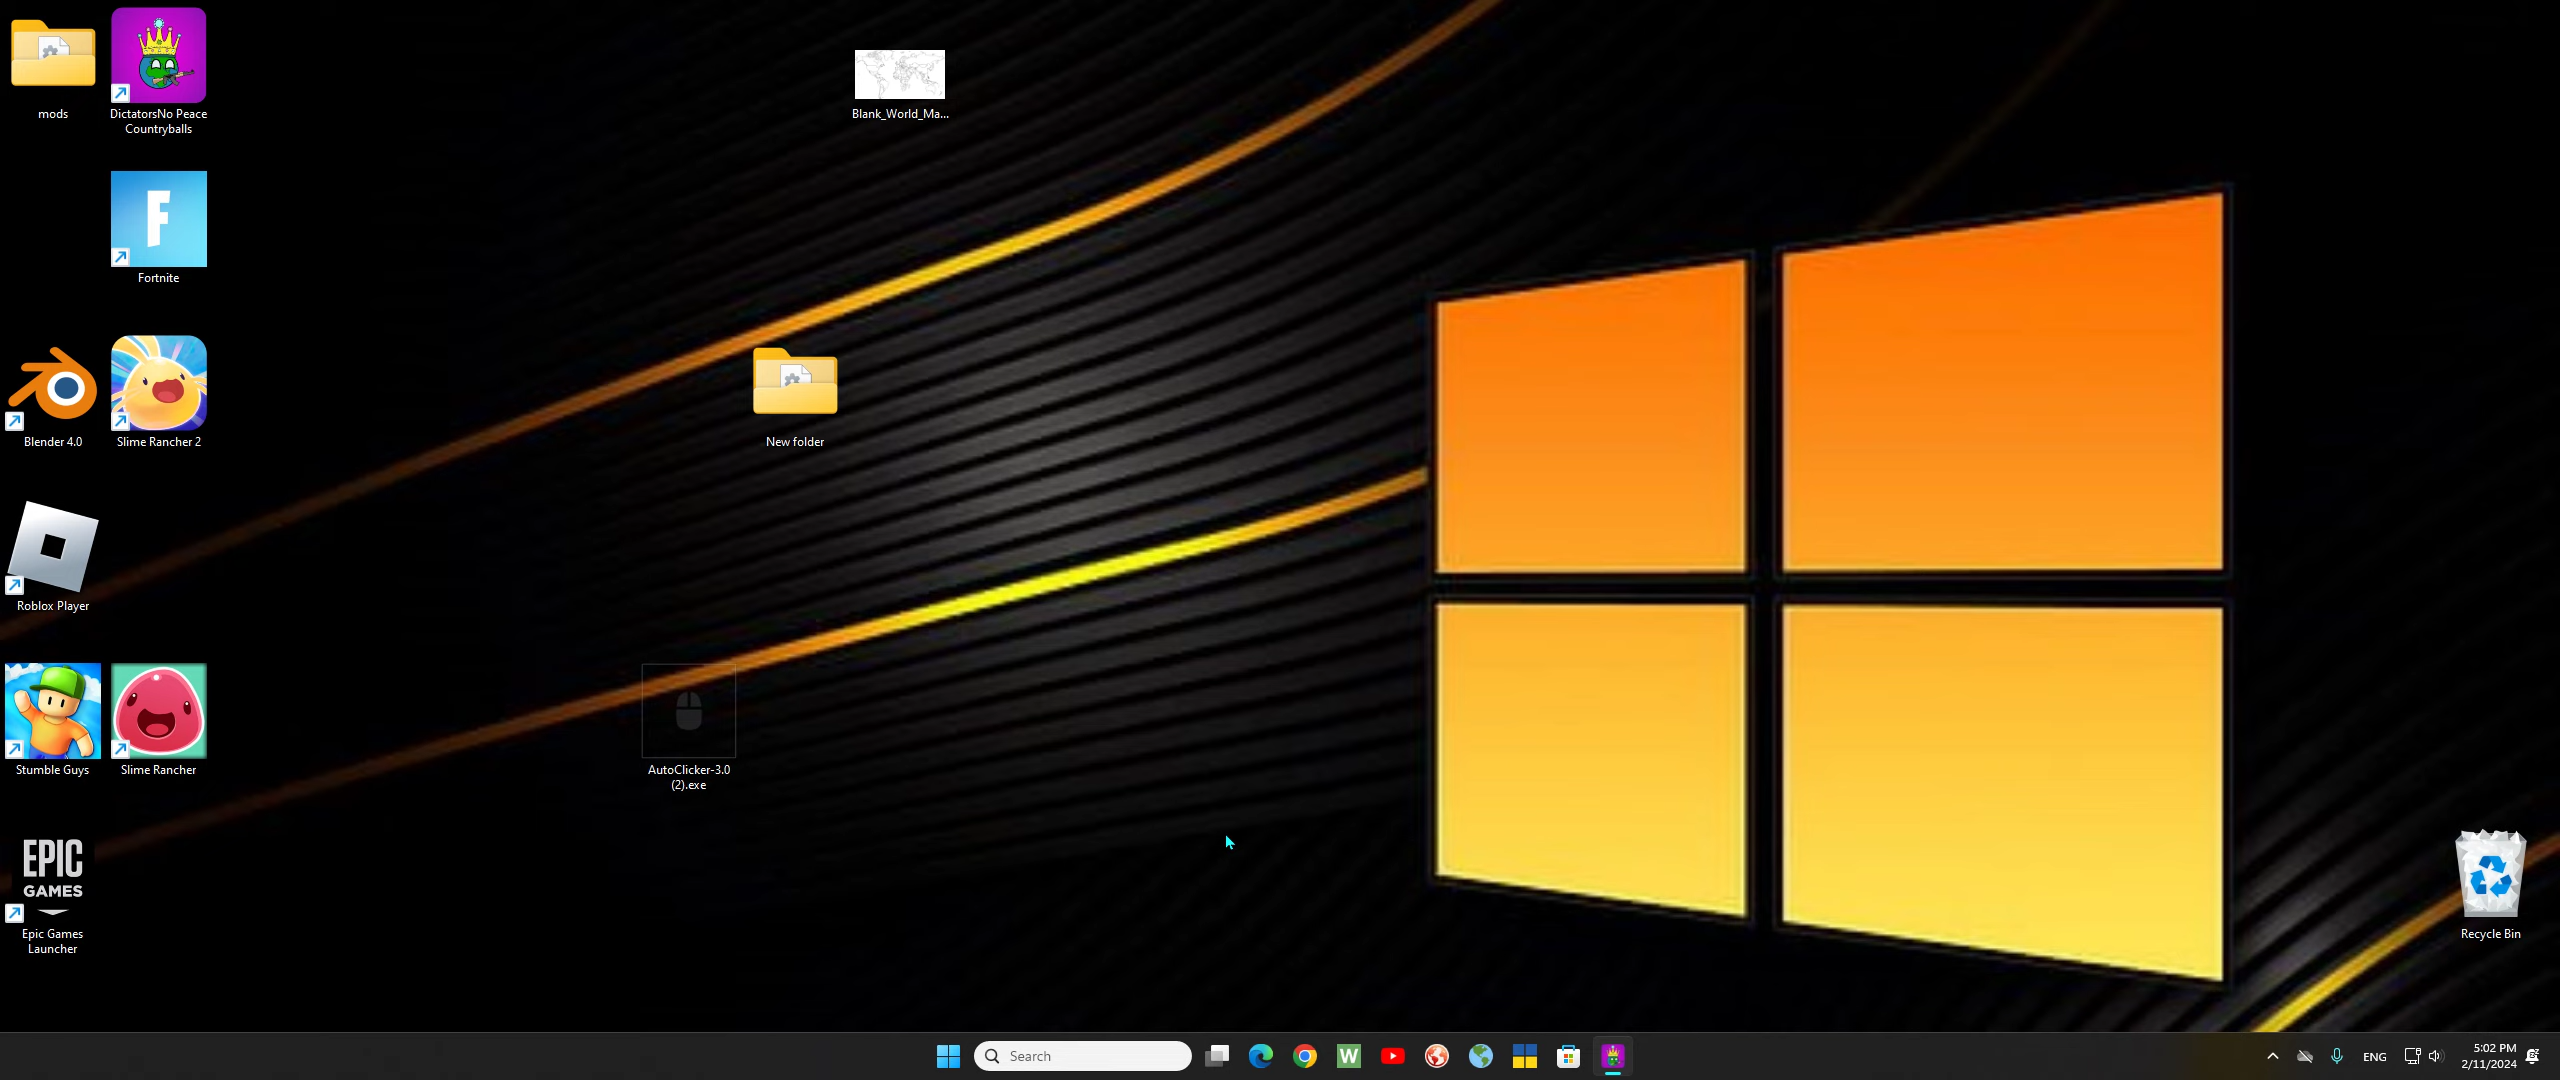 mods
DictatorsNo Peace
Countryballs
Blank_World_Ma...
F
Fortnite
Blender 4.0
Slime Rancher 2
New folder
Roblox Player
Stumble Guys
Slime Rancher
AutoClicker-3.0
(2).exe
EPIC
GAMES
Epic Games
Launcher
Recycle Bin
Search
W
ENG
5:02 PM
2/11/2024